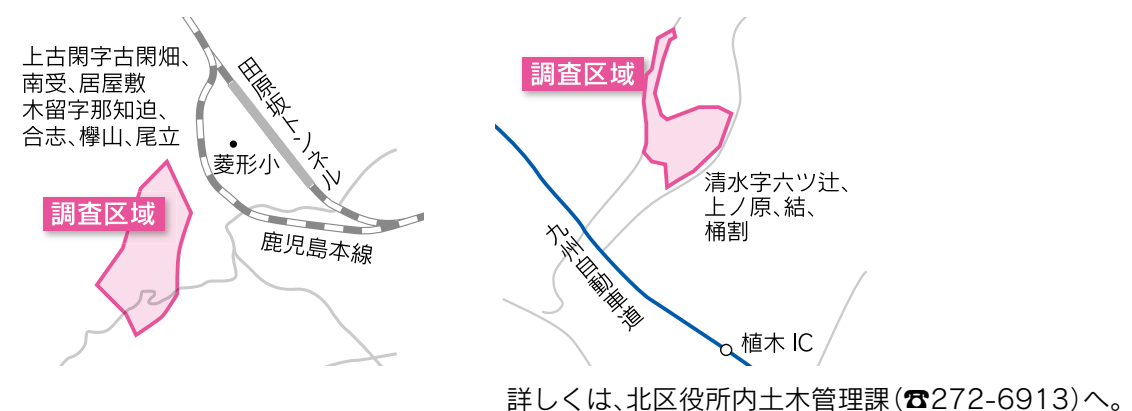 上古閑字古閑畑、
南受、居屋敷
木留字那知迫、
合志、欅山、尾立
調査区域
菱形小
田原坂トンネル
鹿児島本線
調査区域
清水字六ツ辻、
上ノ原、結、
桶割
九州自動車道
植木 IC
詳しくは、北区役所内土木管理課(☎272-6913)へ。